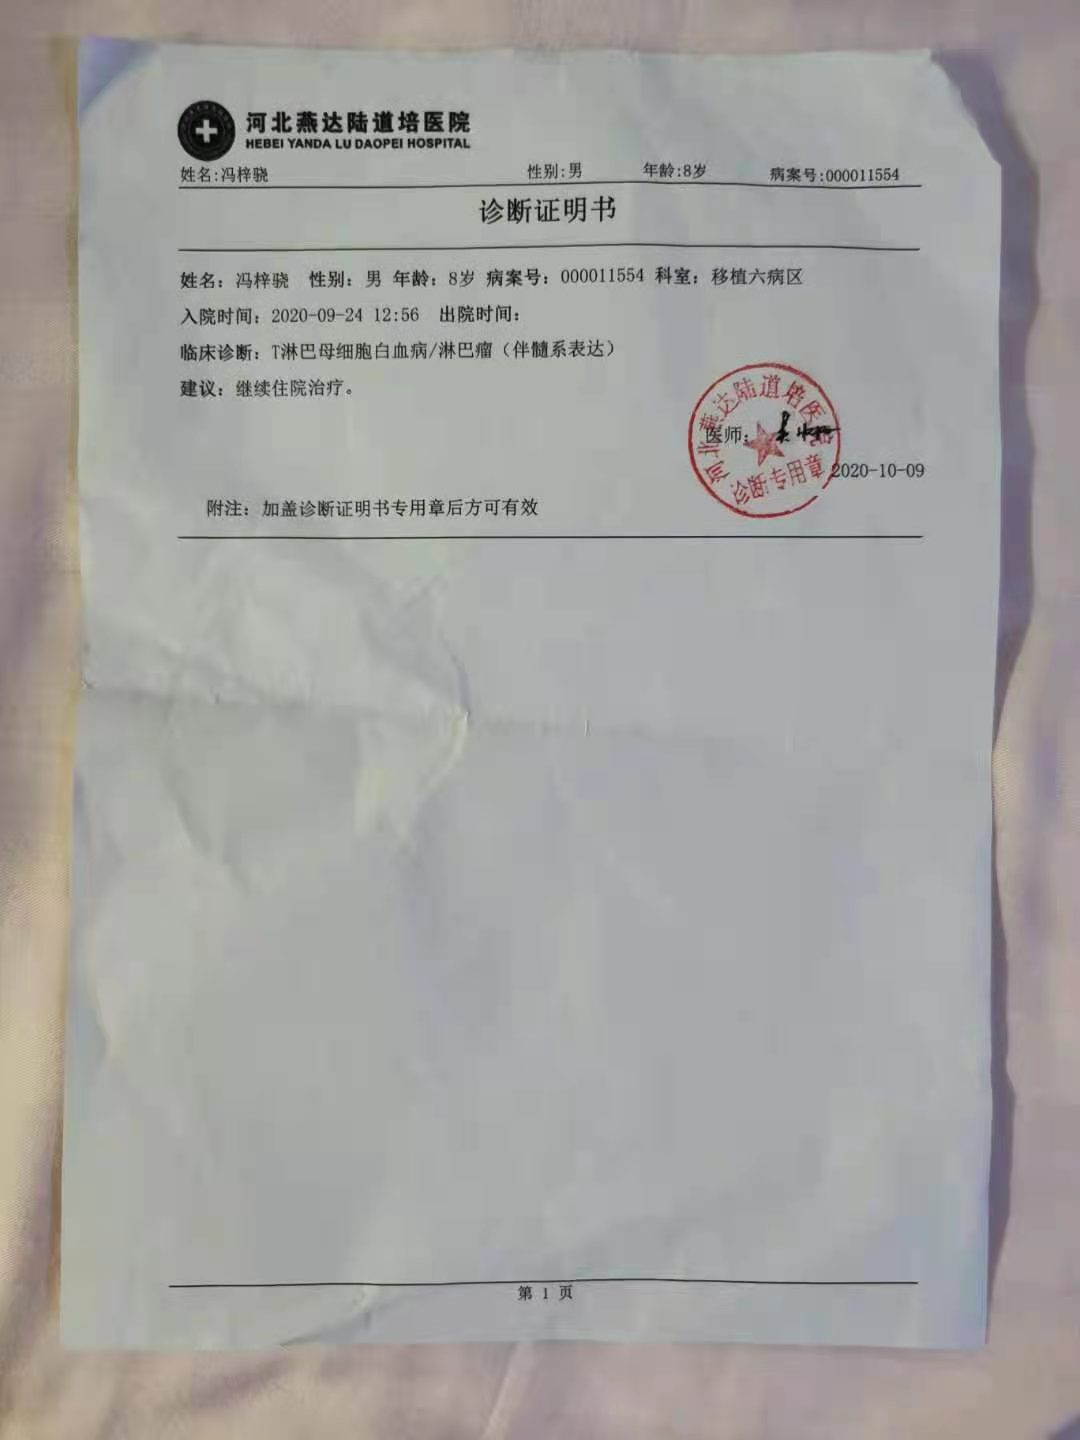 河北燕达陆道培医院
HEBEI YANDA LU DAOPEI HOSPITAL
姓名:冯梓骁 性别:男 年龄:8岁 病案号:000011554
诊断证明书
姓名：冯梓骁 性别：男 年龄：8岁 病案号：000011554 科室：移植六病区
入院时间：2020-09-24 12:56 出院时间：
临床诊断：T淋巴母细胞白血病/淋巴瘤（伴髓系表达）
建议：继续住院治疗。
河北燕达陆道培医院
医师：
诊断专用章
2020-10-09
附注：加盖诊断证明书专用章后方可有效
第 1 页